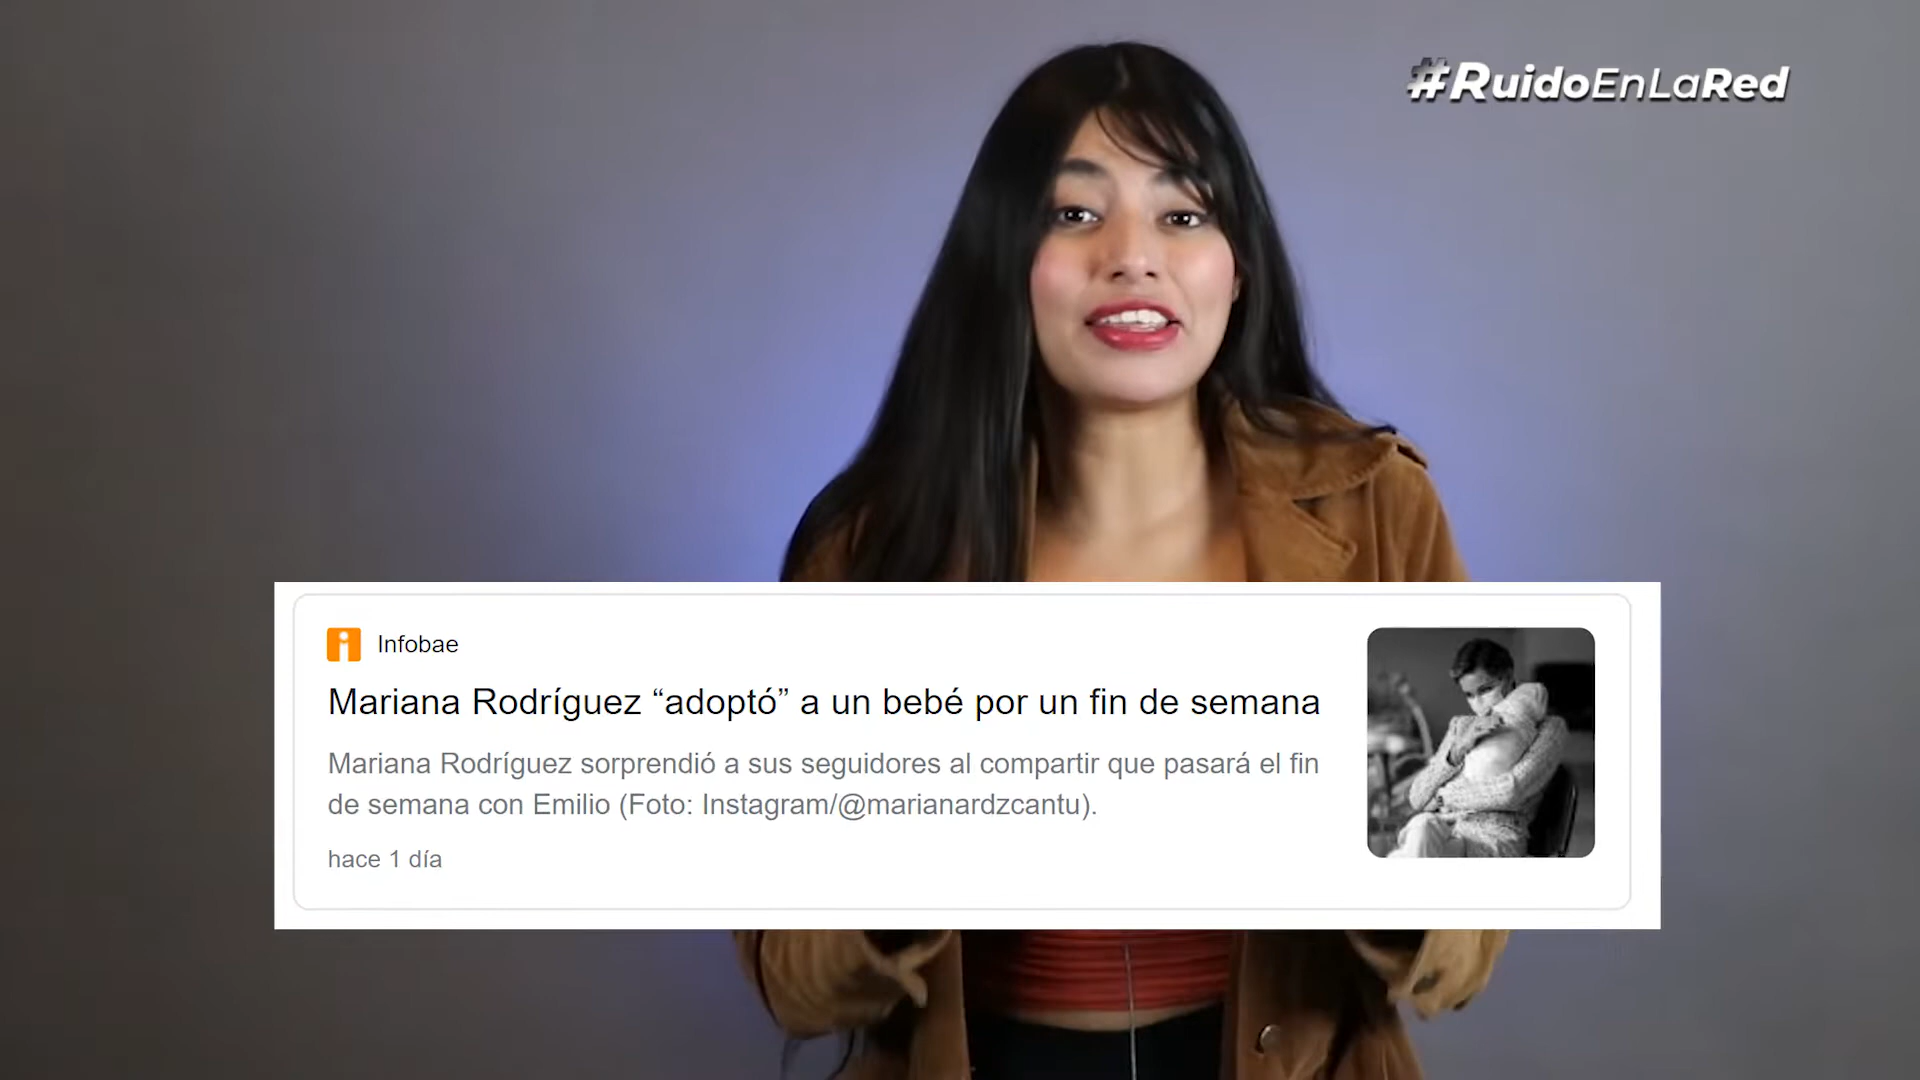 #RuidoEnLaRed
Infobae
Mariana Rodríguez “adoptó” a un bebé por un fin de semana
Mariana Rodríguez sorprendió a sus seguidores al compartir que pasará el fin
de semana con Emilio (Foto: Instagram/@marianardzcantu).
hace 1 día